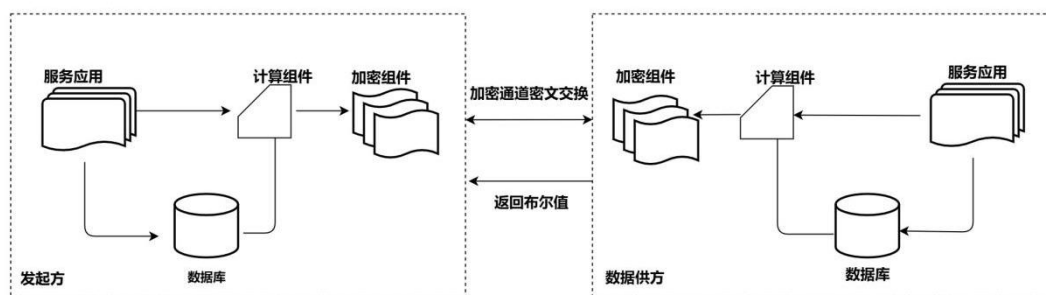 服务应用
计算组件
加密组件
数据库
发起方
加密通道密文交换
返回布尔值
加密组件
计算组件
服务应用
数据库
数据供方